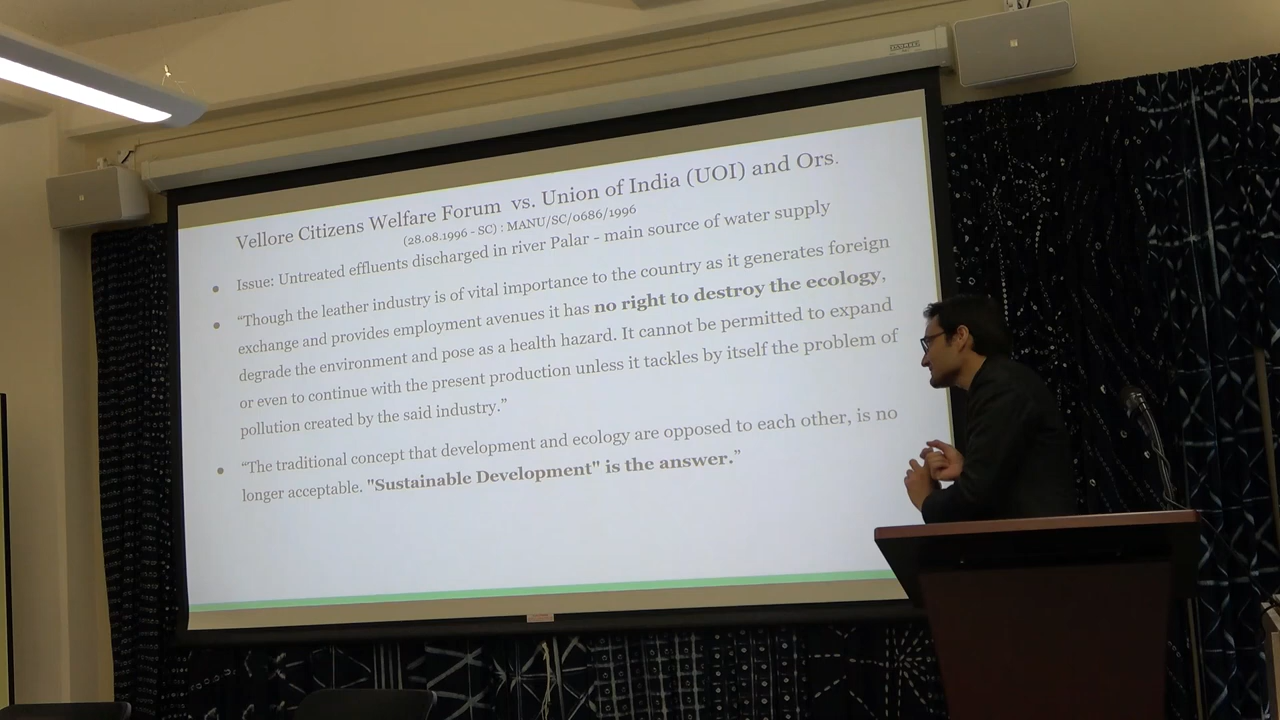 Vellore Citizens Welfare Forum vs. Union of India (UOI) and Ors.
(28.08.1996 - SC) : MANU/SC/0686/1996
• Issue: Untreated effluents discharged in river Palar - main source of water supply
• “Though the leather industry is of vital importance to the country as it generates foreign
exchange and provides employment avenues it has no right to destroy the ecology,
degrade the environment and pose as a health hazard. It cannot be permitted to expand
or even to continue with the present production unless it tackles by itself the problem of
pollution created by the said industry.”
• “The traditional concept that development and ecology are opposed to each other, is no
longer acceptable. "Sustainable Development" is the answer.”